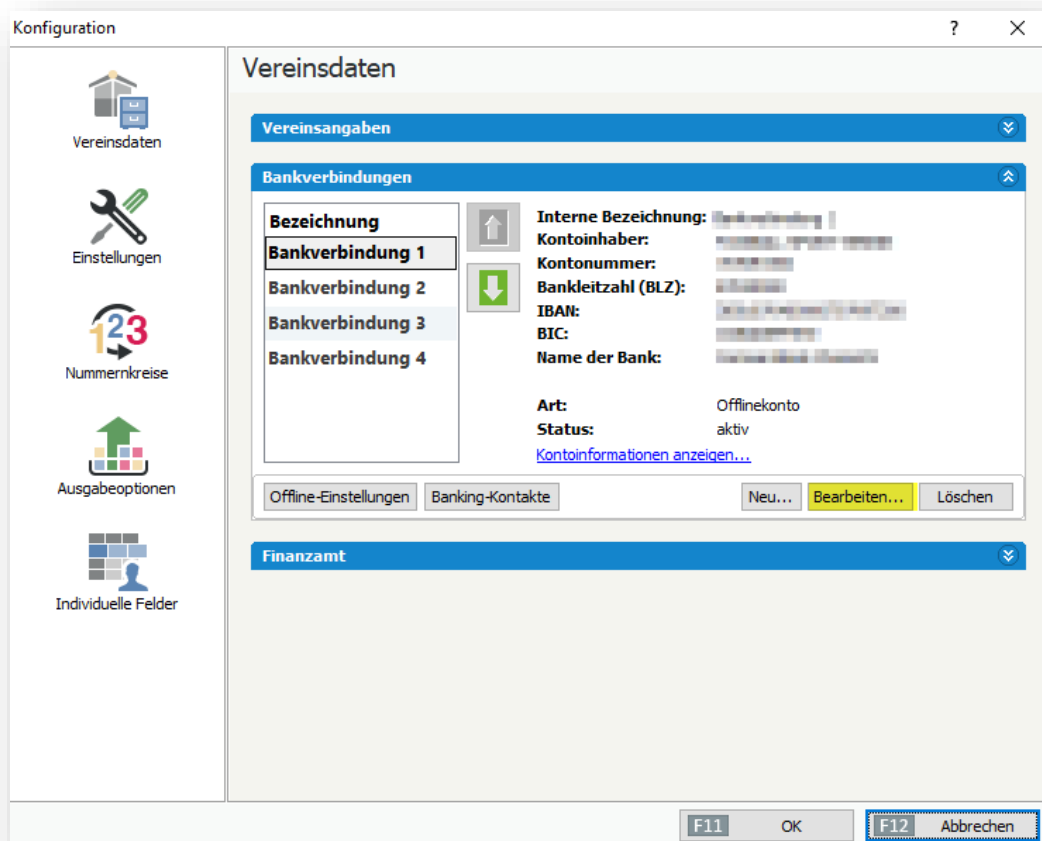 Konfiguration
?
Vereinsdaten
Einstellungen
123
Nummernkreise
Ausgabeoptionen
Individuelle Felder
Vereinsdaten
Vereinsangaben
Bankverbindungen
Bezeichnung
Bankverbindung 1
Bankverbindung 2
Bankverbindung 3
Bankverbindung 4
Interne Bezeichnung:
Kontoinhaber:
Kontonummer:
Bankleitzahl (BLZ):
IBAN:
BIC:
Name der Bank:
Art: Offlinekonto
Status: aktiv
Kontoinformationen anzeigen...
Offline-Einstellungen Banking-Kontakte Neu... Bearbeiten... Löschen
Finanzamt
F11 OK F12 Abbrechen